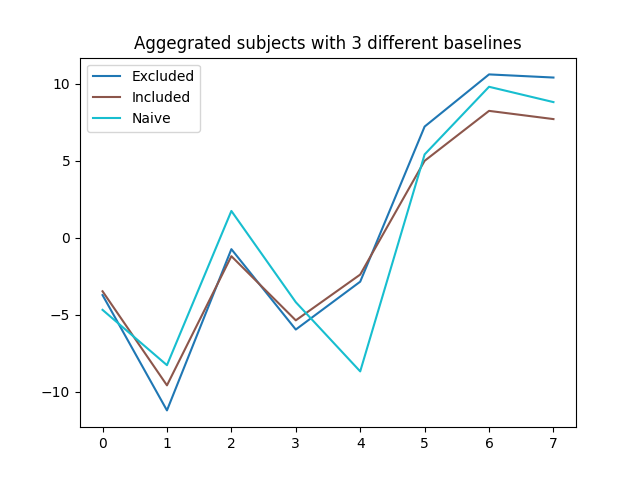 Aggegrated subjects with 3 different baselines
Excluded
Included
Naive
10
5
0
−5
−10
0 1 2 3 4 5 6 7